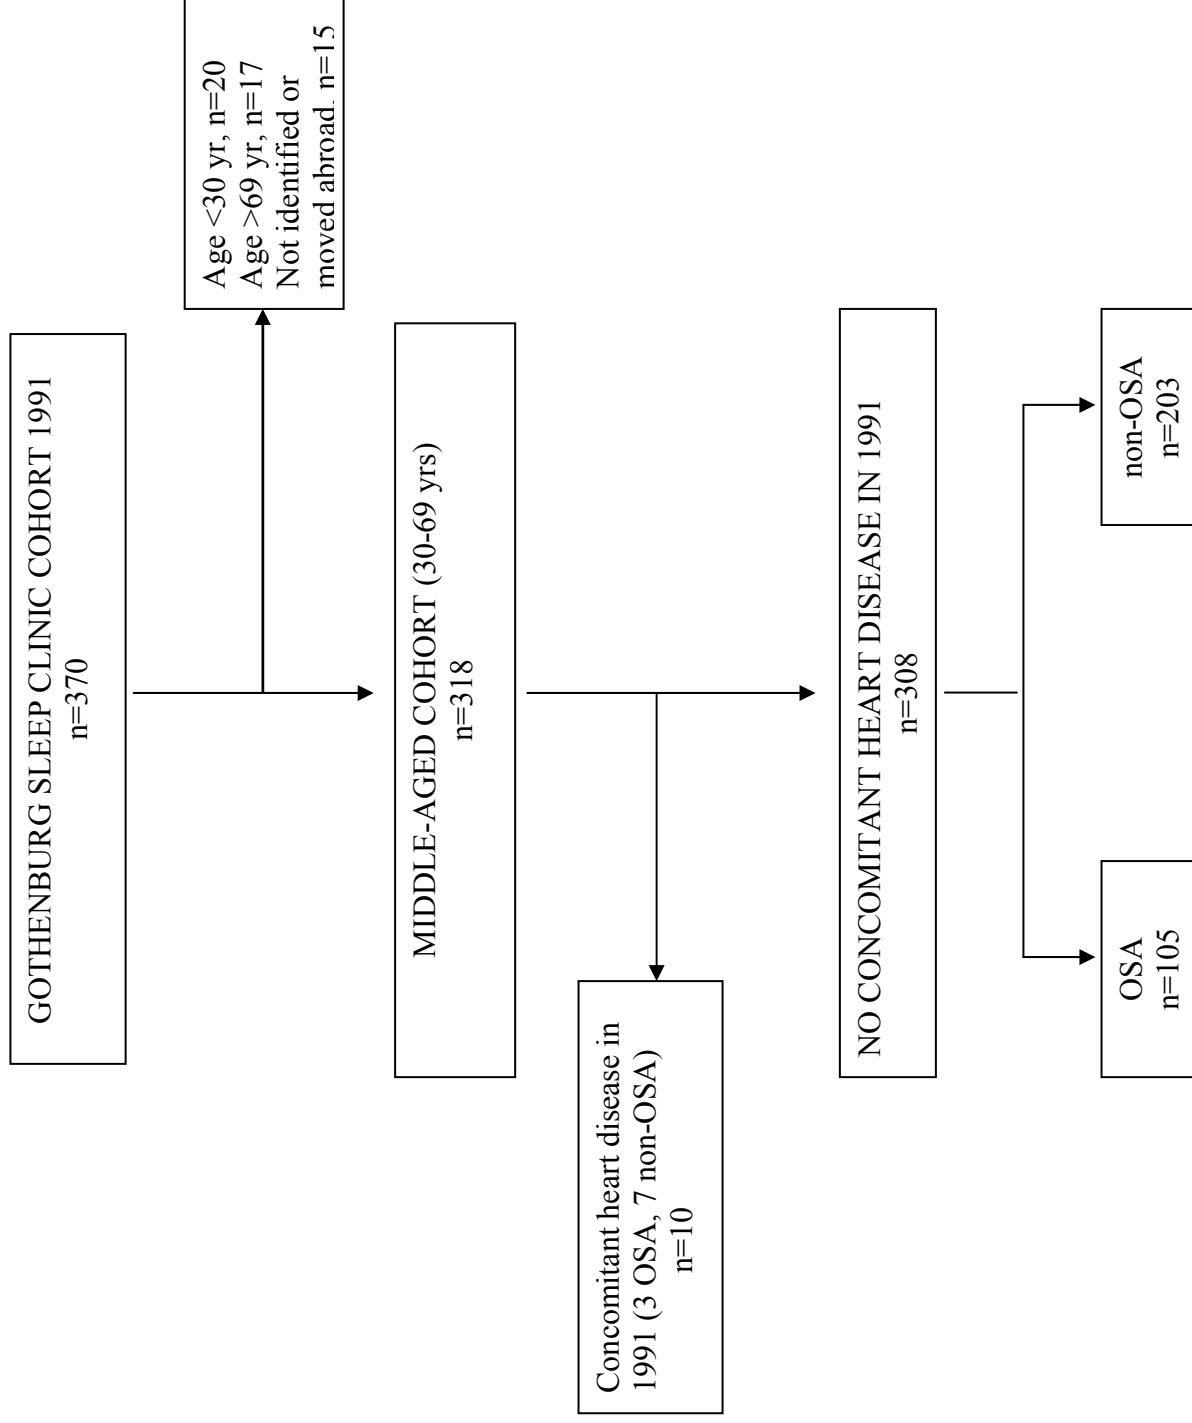 GOTHENBURG SLEEP CLINIC COHORT 1991
n=370
Age <30 yr, n=20
Age >69 yr, n=17
Not identified or
moved abroad, n=15
MIDDLE-AGED COHORT (30-69 yrs)
n=318
Concomitant heart disease in
1991 (3 OSA, 7 non-OSA)
n=10
NO CONCOMITANT HEART DISEASE IN 1991
n=308
OSA
n=105
non-OSA
n=203